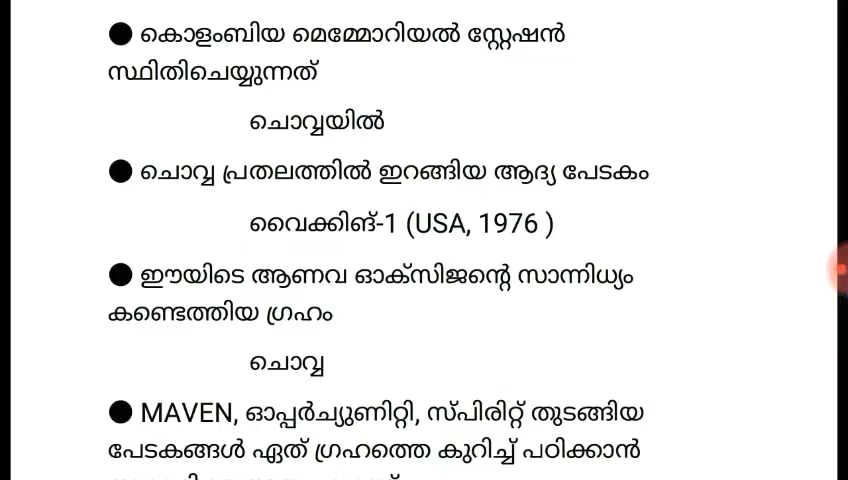 ● കൊളംബിയ മെമ്മോറിയൽ സ്റ്റേഷൻ
സ്ഥിതിചെയ്യുന്നത്
ചൊവ്വയിൽ
● ചൊവ്വ പ്രതലത്തിൽ ഇറങ്ങിയ ആദ്യ പേടകം
വൈക്കിങ്-1 (USA, 1976 )
● ഈയിടെ ആണവ ഓക്സിജന്റെ സാന്നിധ്യം
കണ്ടെത്തിയ ഗ്രഹം
ചൊവ്വ
● MAVEN, ഓപ്പർച്യുണിറ്റി, സ്പിരിറ്റ് തുടങ്ങിയ
പേടകങ്ങൾ ഏത് ഗ്രഹത്തെ കുറിച്ച് പഠിക്കാൻ